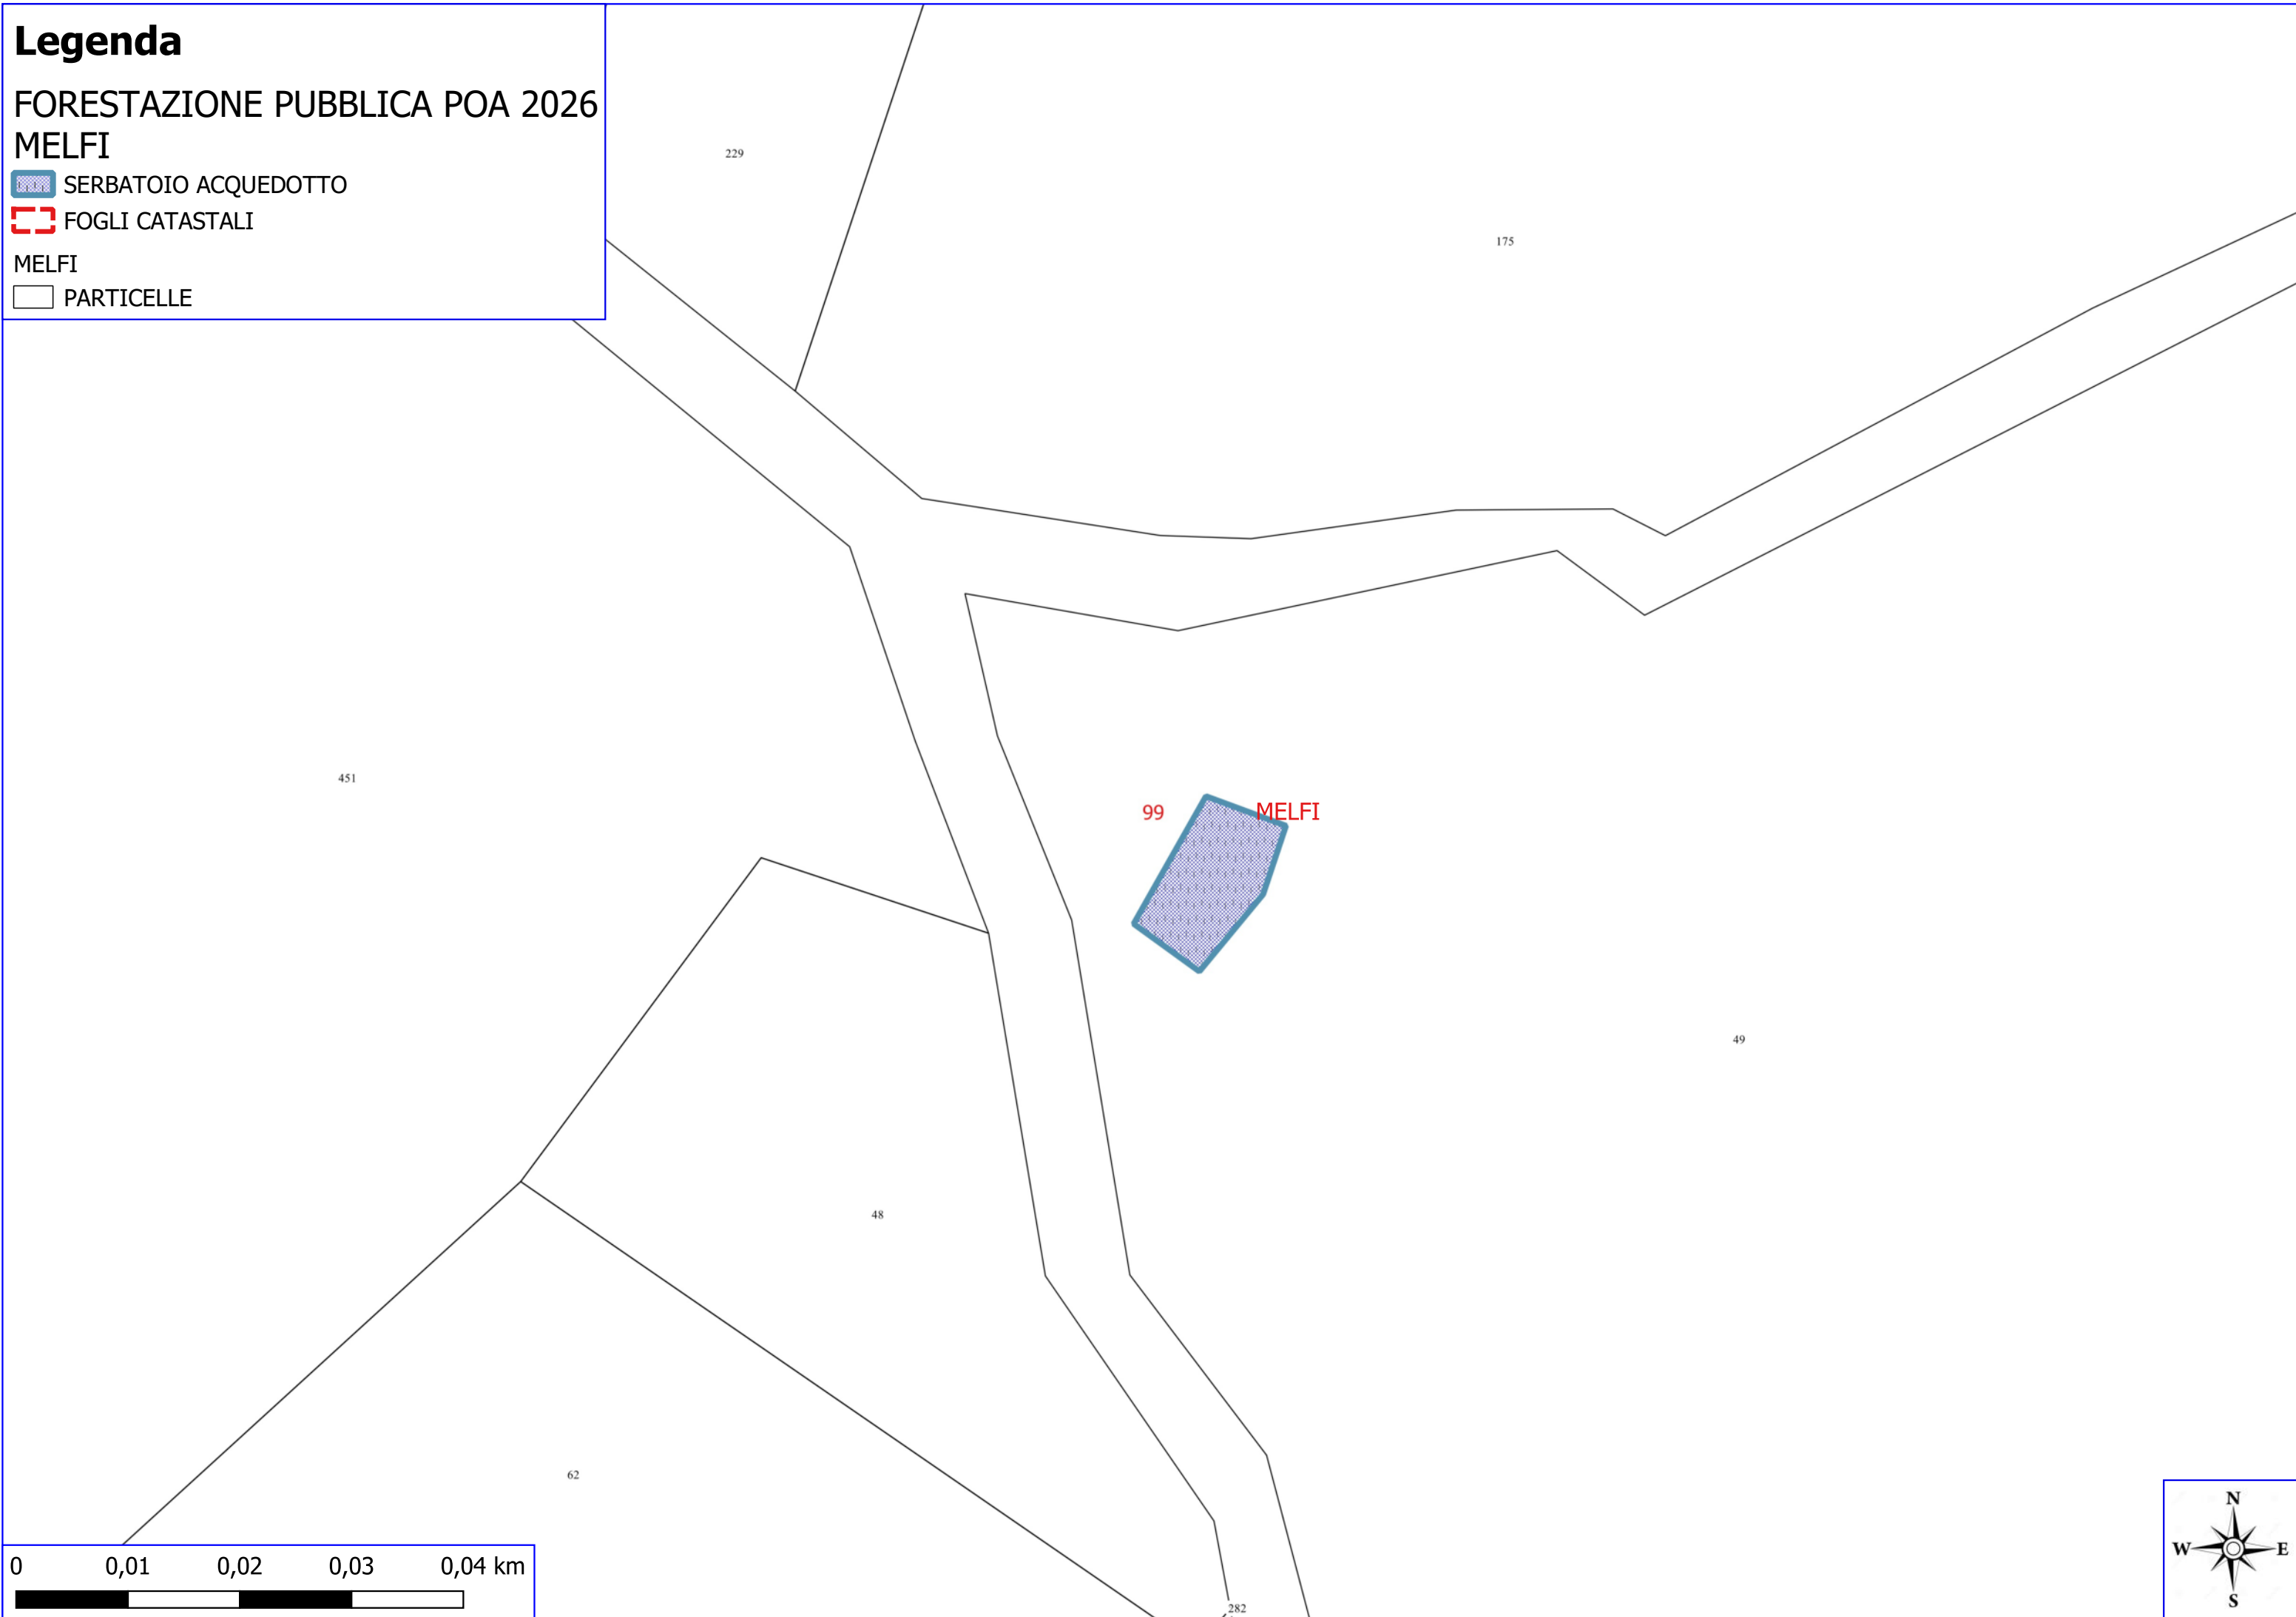 Legenda
FORESTAZIONE PUBBLICA POA 2026
MELFI
SERBATOIO ACQUEDOTTO
FOGLI CATASTALI
MELFI
PARTICELLE
229
175
451
99 MELFI
49
48
62
282
0 0,01 0,02 0,03 0,04 km
N
W E
S